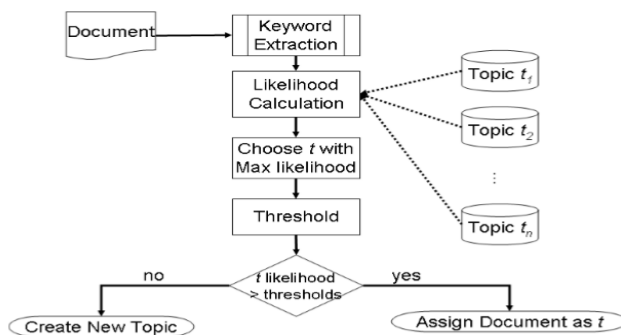 Document
Keyword
Extraction
Likelihood
Calculation
Topic t1
Topic t2
⋮
Topic tn
Choose t with
Max likelihood
Threshold
t likelihood
> thresholds
no
yes
Create New Topic
Assign Document as t